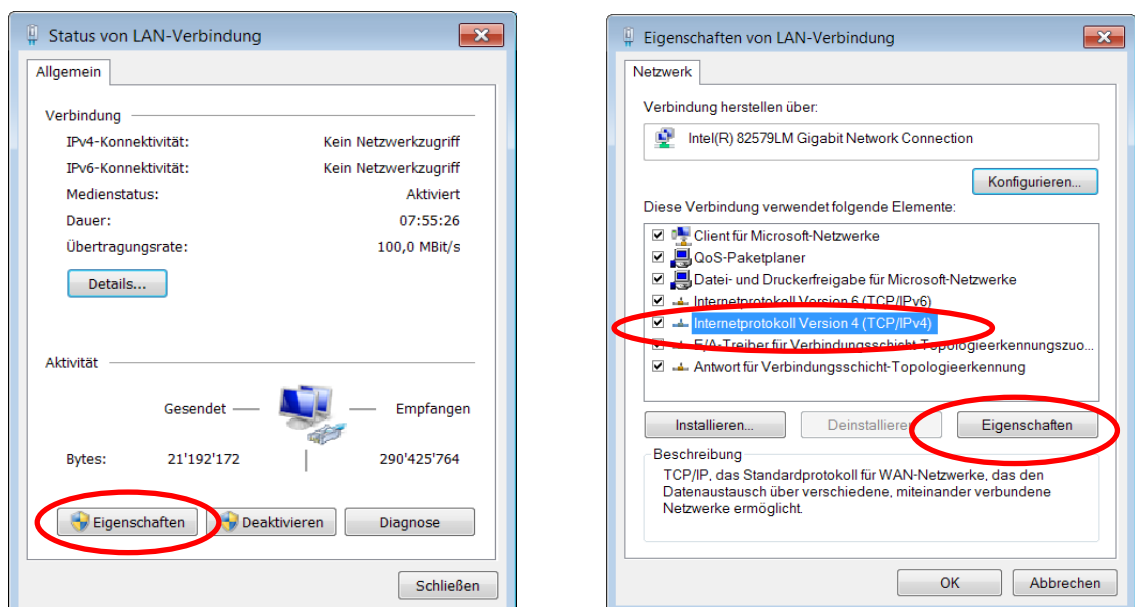 Status von LAN-Verbindung
Allgemein
Verbindung
IPv4-Konnektivität: Kein Netzwerkzugriff
IPv6-Konnektivität: Kein Netzwerkzugriff
Medienstatus: Aktiviert
Dauer: 07:55:26
Übertragungsrate: 100,0 MBit/s
Details...
Aktivität
Gesendet Empfangen
Bytes: 21'192'172 290'425'764
Eigenschaften Deaktivieren Diagnose
Schließen
Eigenschaften von LAN-Verbindung
Netzwerk
Verbindung herstellen über:
Intel(R) 82579LM Gigabit Network Connection
Konfigurieren...
Diese Verbindung verwendet folgende Elemente:
Client für Microsoft-Netzwerke
QoS-Paketplaner
Datei- und Druckerfreigabe für Microsoft-Netzwerke
Internetprotokoll Version 6 (TCP/IPv6)
Internetprotokoll Version 4 (TCP/IPv4)
E/A-Treiber für Verbindungsschicht-Topologieerkennungszuo...
Antwort für Verbindungsschicht-Topologieerkennung
Installieren... Deinstallieren Eigenschaften
Beschreibung
TCP/IP, das Standardprotokoll für WAN-Netzwerke, das den
Datenaustausch über verschiedene, miteinander verbundene
Netzwerke ermöglicht.
OK Abbrechen